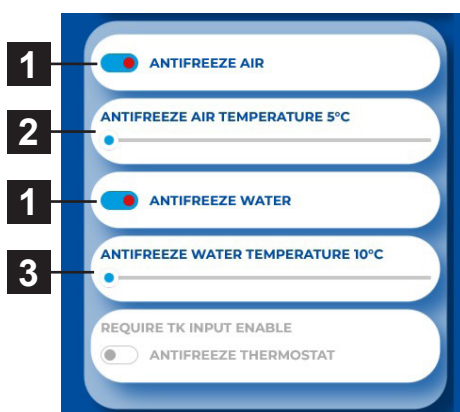 1 ANTIFREEZE AIR
2 ANTIFREEZE AIR TEMPERATURE 5°C
1 ANTIFREEZE WATER
3 ANTIFREEZE WATER TEMPERATURE 10°C
REQUIRE TK INPUT ENABLE
ANTIFREEZE THERMOSTAT